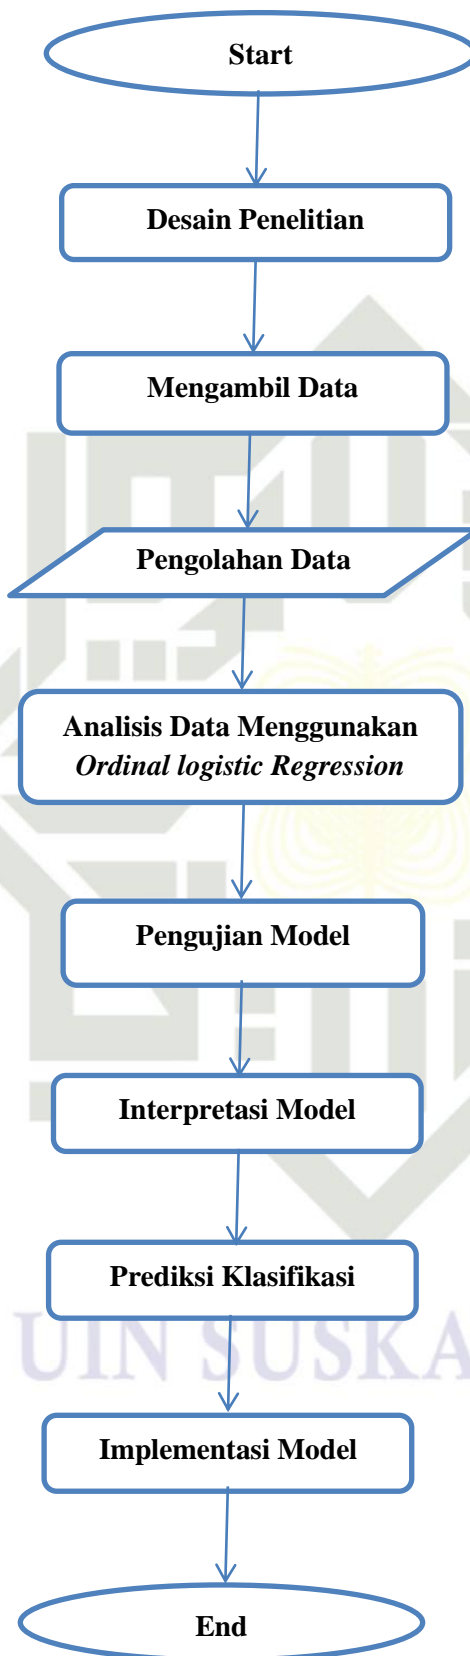 Start
Desain Penelitian
Mengambil Data
Pengolahan Data
Analisis Data Menggunakan
Ordinal logistic Regression
Pengujian Model
Interpretasi Model
Prediksi Klasifikasi
UIN SUSKA
Implementasi Model
End